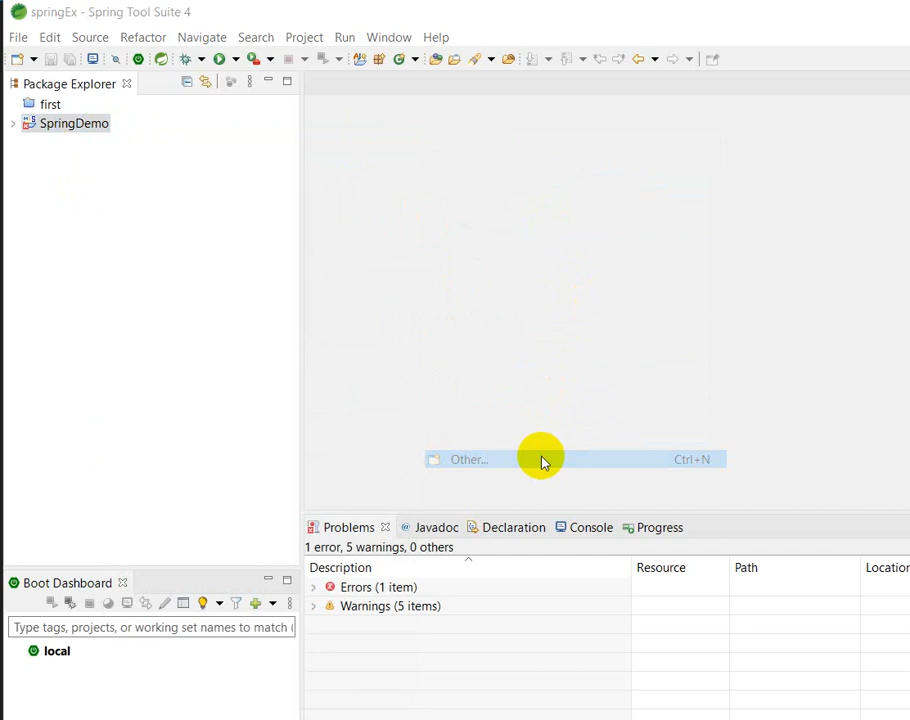 springEx - Spring Tool Suite 4
File Edit Source Refactor Navigate Search Project Run Window Help
Package Explorer
first
SpringDemo
Other... Ctrl+N
Problems Javadoc Declaration Console Progress
1 error, 5 warnings, 0 others
Description Resource Path Location
Errors (1 item)
Warnings (5 items)
Boot Dashboard
Type tags, projects, or working set names to match (
local